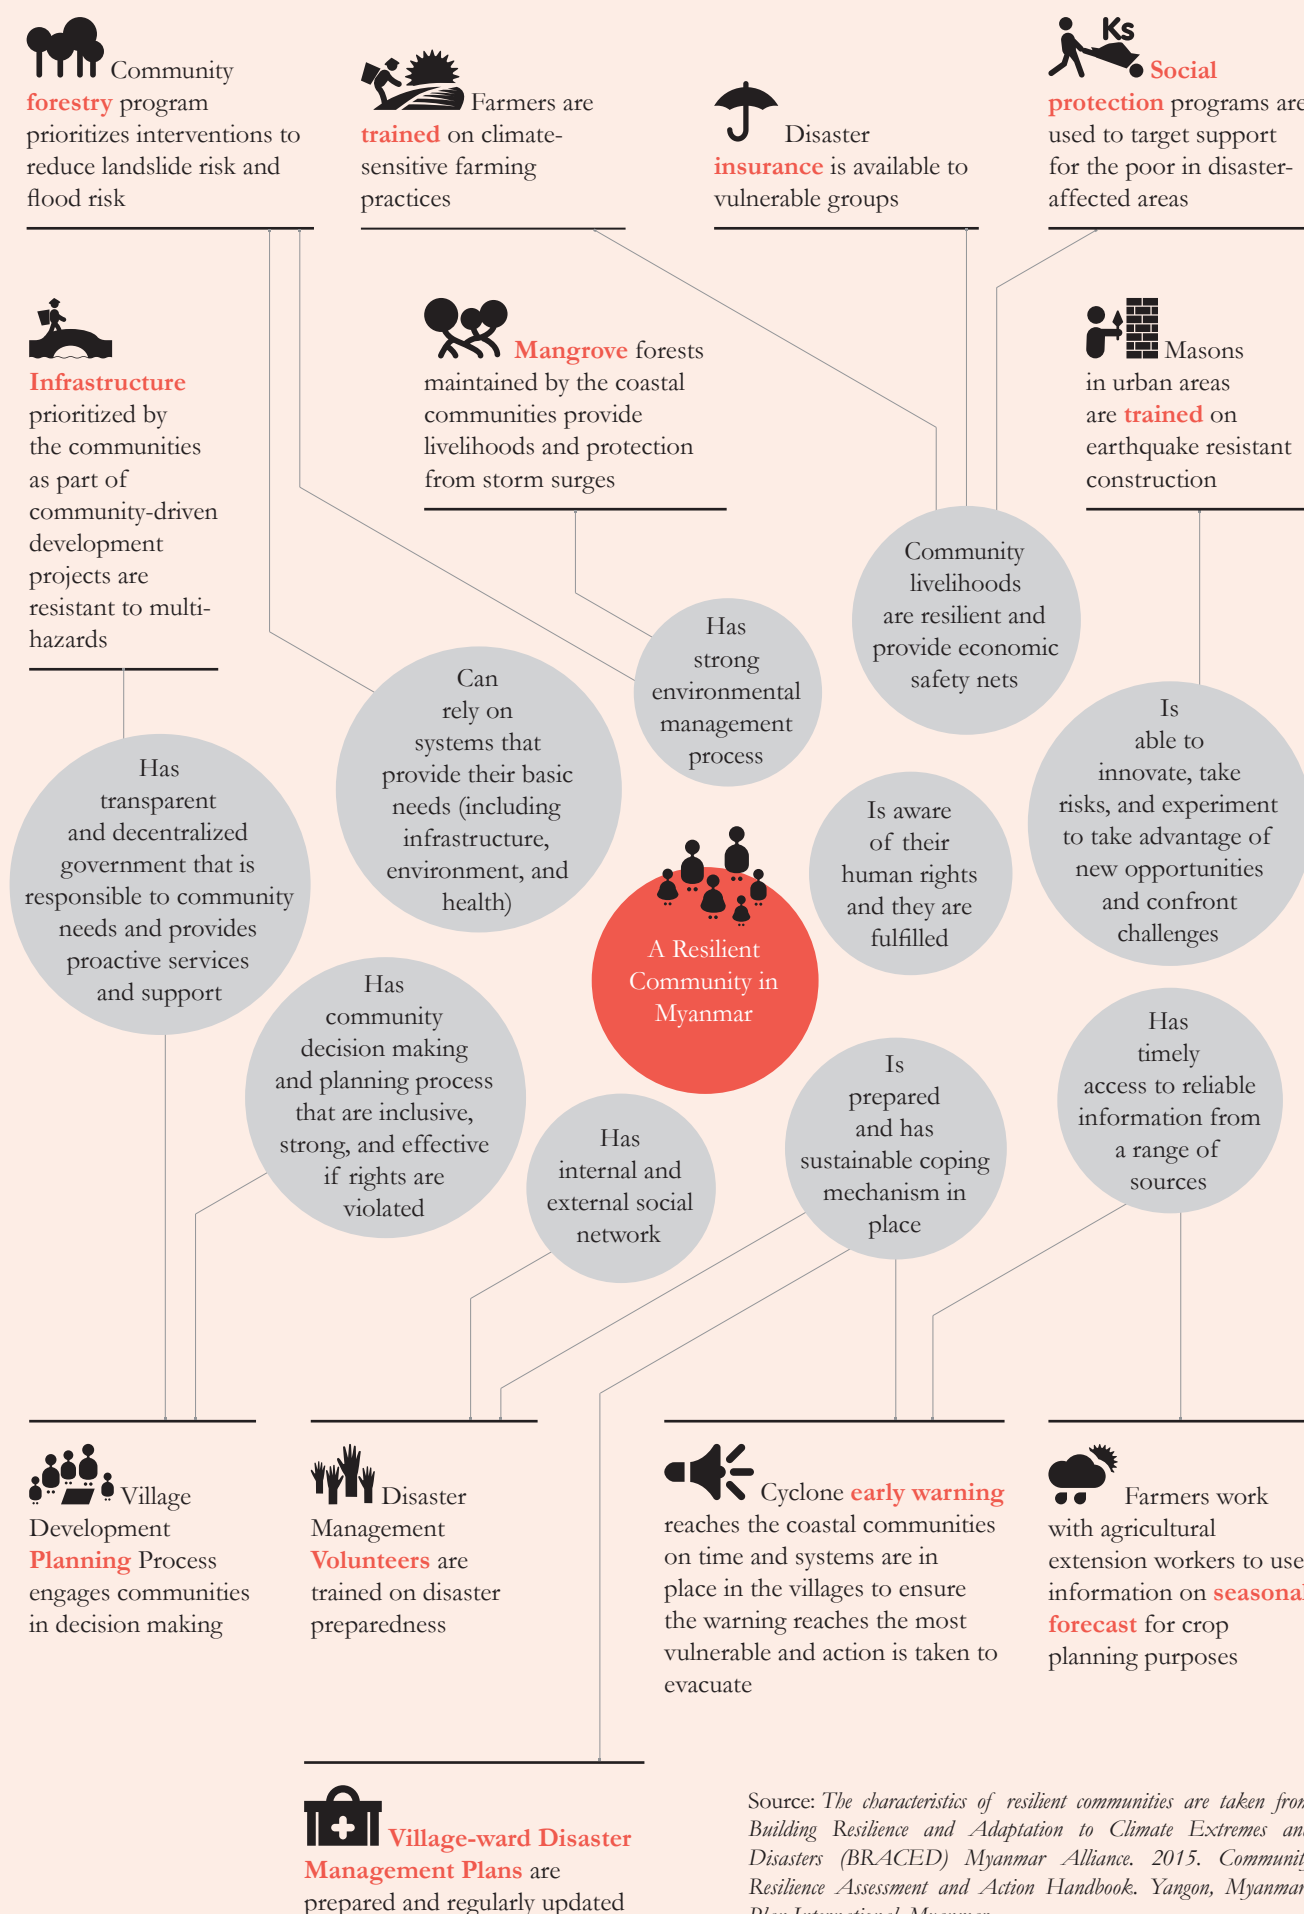 Community
forestry program
prioritizes interventions to
reduce landslide risk and
flood risk
Farmers are
trained on climate-
sensitive farming
practices
Disaster
insurance is available to
vulnerable groups
Ks
Social
protection programs are
used to target support
for the poor in disaster-
affected areas
Infrastructure
prioritized by
the communities
as part of
community-driven
development
projects are
resistant to multi-
hazards
Mangrove forests
maintained by the coastal
communities provide
livelihoods and protection
from storm surges
Masons
in urban areas
are trained on
earthquake resistant
construction
Community
livelihoods
are resilient and
provide economic
safety nets
Has
strong
environmental
management
process
Can
rely on
systems that
provide their basic
needs (including
infrastructure,
environment, and
health)
Is
able to
innovate, take
risks, and experiment
to take advantage of
new opportunities
and confront
challenges
Has
transparent
and decentralized
government that is
responsible to community
needs and provides
proactive services
and support
Is aware
of their
human rights
and they are
fulfilled
A Resilient
Community in
Myanmar
Has
community
decision making
and planning process
that are inclusive,
strong, and effective
if rights are
violated
Has
internal and
external social
network
Is
prepared
and has
sustainable coping
mechanism in
place
Has
timely
access to reliable
information from
a range of
sources
Village
Development
Planning Process
engages communities
in decision making
Disaster
Management
Volunteers are
trained on disaster
preparedness
Cyclone early warning
reaches the coastal communities
on time and systems are in
place in the villages to ensure
the warning reaches the most
vulnerable and action is taken to
evacuate
Farmers work
with agricultural
extension workers to use
information on seasonal
forecast for crop
planning purposes
Village-ward Disaster
Management Plans are
prepared and regularly updated
Source: The characteristics of resilient communities are taken from
Building Resilience and Adaptation to Climate Extremes and
Disasters (BRACED) Myanmar Alliance. 2015. Community
Resilience Assessment and Action Handbook. Yangon, Myanmar:
Plan International Myanmar